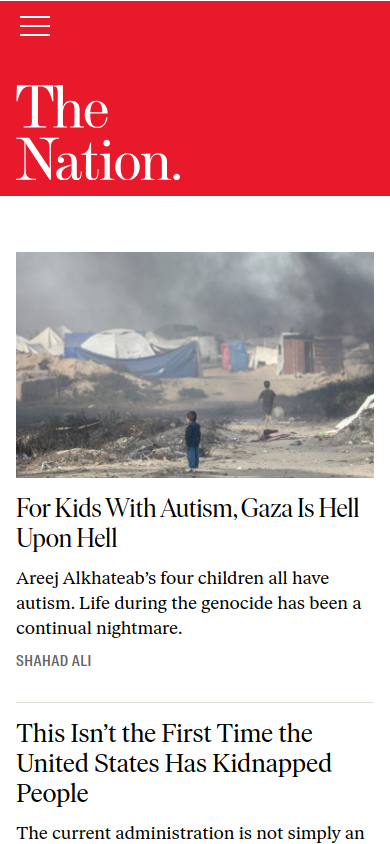 The
Nation.
For Kids With Autism, Gaza Is Hell
Upon Hell
Areej Alkhateab’s four children all have
autism. Life during the genocide has been a
continual nightmare.
SHAHAD ALI
This Isn’t the First Time the
United States Has Kidnapped
People
The current administration is not simply an